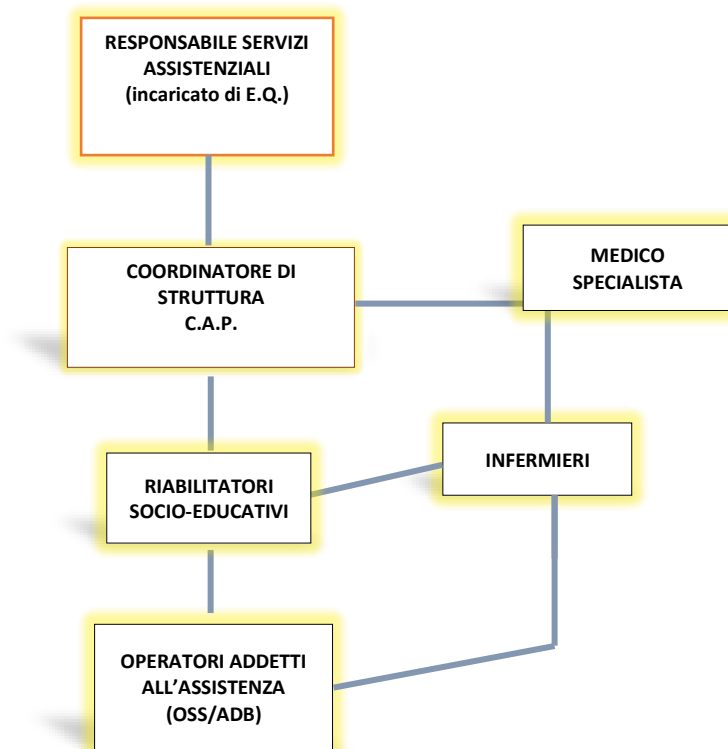 RESPONSABILE SERVIZI
ASSISTENZIALI
(incaricato di E.Q.)
COORDINATORE DI
STRUTTURA
C.A.P.
MEDICO
SPECIALISTA
RIABILITATORI
SOCIO-EDUCATIVI
INFERMIERI
OPERATORI ADDETTI
ALL’ASSISTENZA
(OSS/ADB)